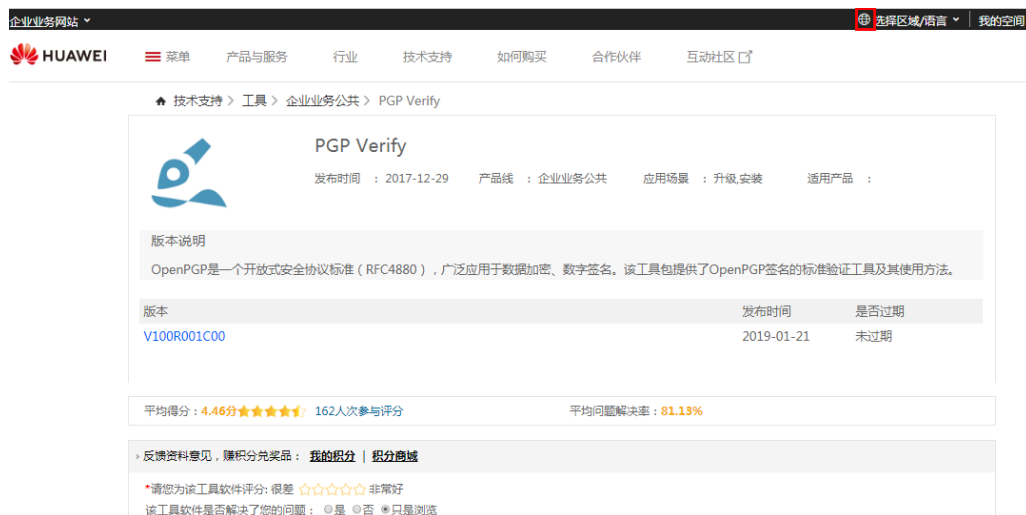 企业业务网站
选择区域/语言 | 我的空间
HUAWEI 菜单 产品与服务 行业 技术支持 如何购买 合作伙伴 互动社区
技术支持 > 工具 > 企业业务公共 > PGP Verify
PGP Verify
发布时间 : 2017-12-29 产品线 : 企业业务公共 应用场景 : 升级,安装 适用产品 :
版本说明
OpenPGP是一个开放式安全协议标准（RFC4880），广泛应用于数据加密、数字签名。该工具包提供了OpenPGP签名的标准验证工具及其使用方法。
版本 发布时间 是否过期
V100R001C00 2019-01-21 未过期
平均得分：4.46分 162人次参与评分 平均问题解决率：81.13%
反馈资料意见，赚积分兑奖品： 我的积分 | 积分商城
*请您为该工具软件评分: 很差 非常好
该工具软件是否解决了您的问题： 是 否 只是浏览